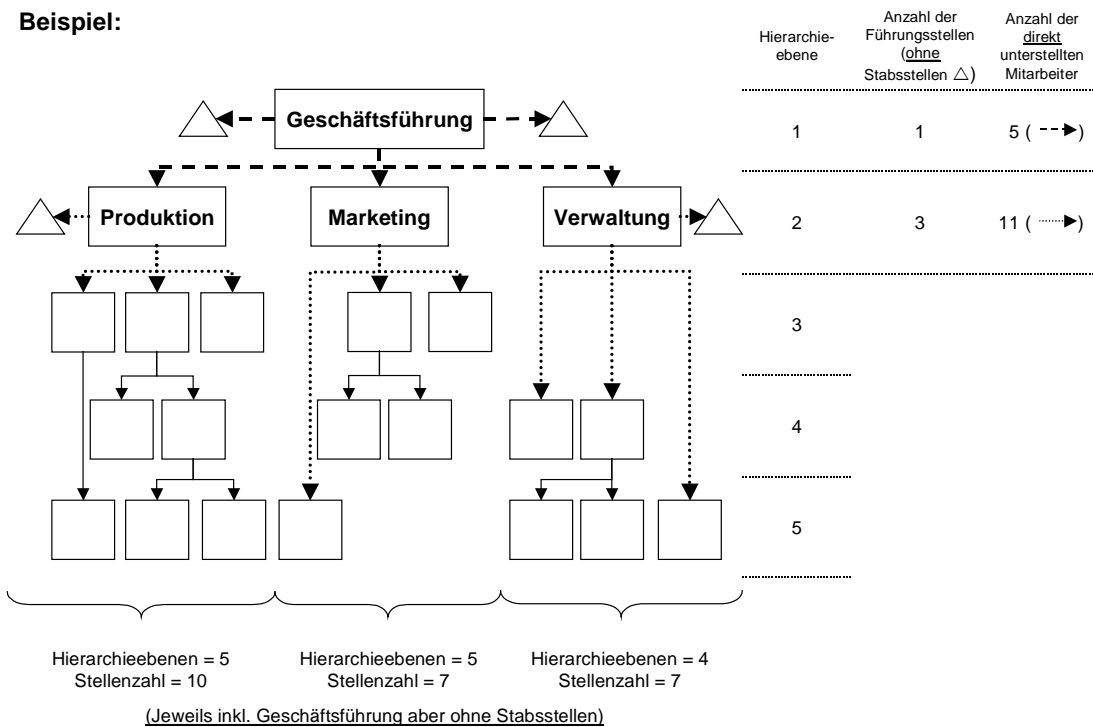 Beispiel:
Hierarchie-
ebene
Anzahl der
Führungsstellen
(ohne
Stabsstellen △)
Anzahl der
direkt
unterstellten
Mitarbeiter
Geschäftsführung
1
1
5 ( )
Produktion
Marketing
Verwaltung
2
3
11 ( )
3
4
5
Hierarchieebenen = 5
Stellenzahl = 10
Hierarchieebenen = 5
Stellenzahl = 7
Hierarchieebenen = 4
Stellenzahl = 7
(Jeweils inkl. Geschäftsführung aber ohne Stabsstellen)